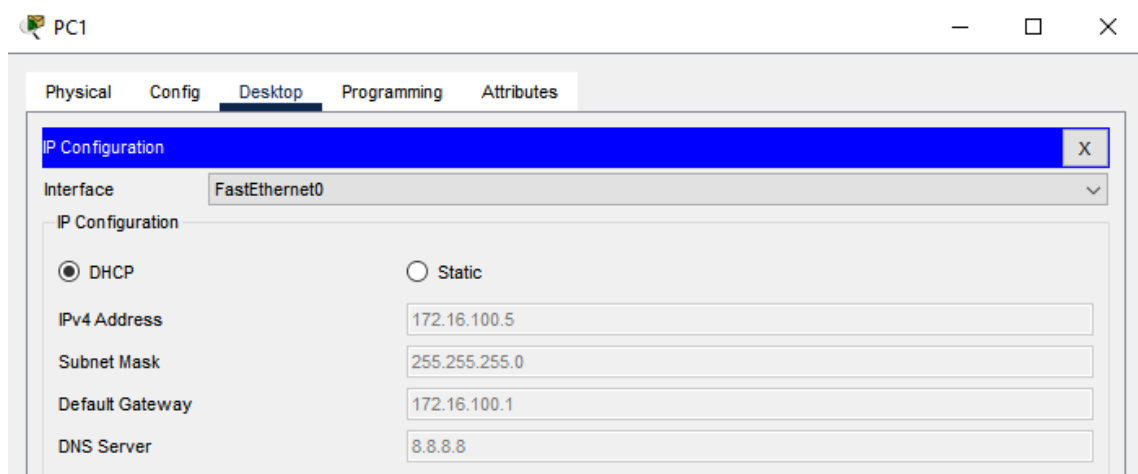 PC1
Physical Config Desktop Programming Attributes
IP Configuration X
Interface FastEthernet0
IP Configuration
DHCP Static
IPv4 Address 172.16.100.5
Subnet Mask 255.255.255.0
Default Gateway 172.16.100.1
DNS Server 8.8.8.8